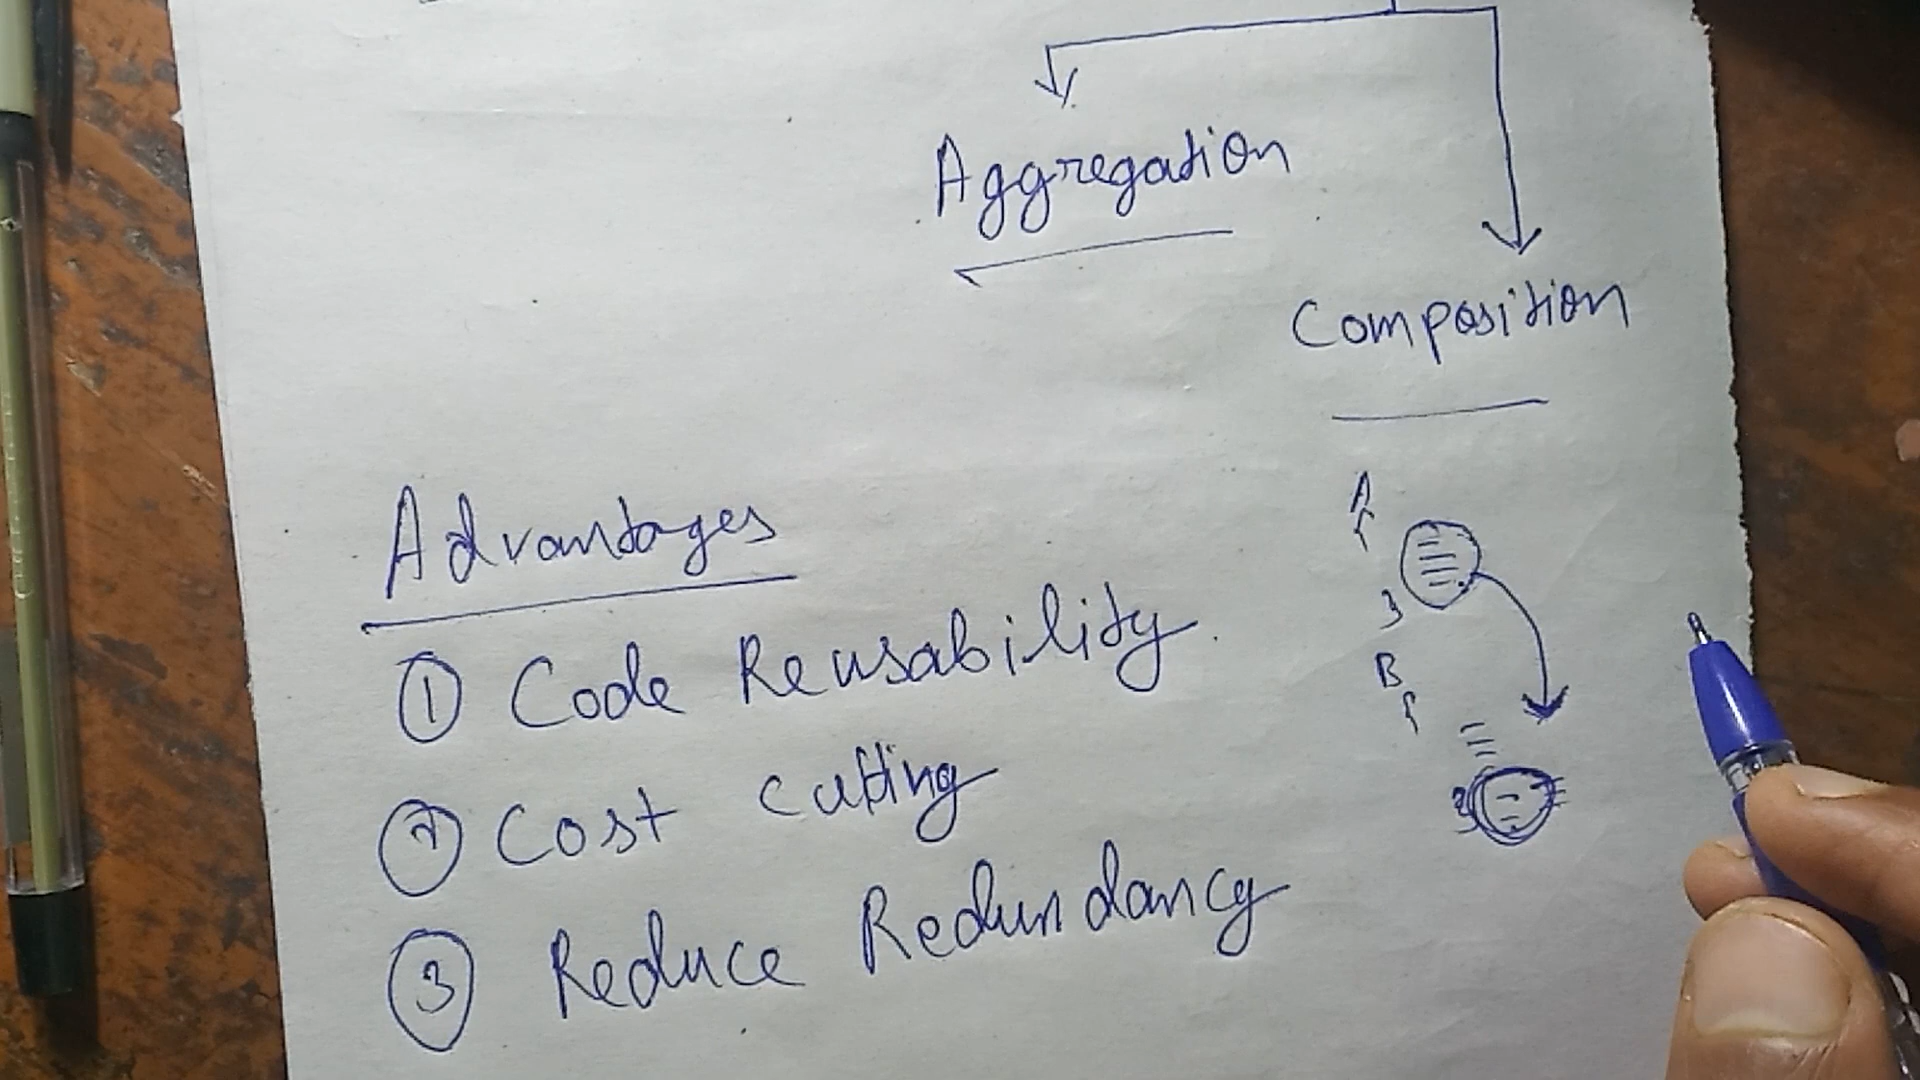 Aggregation
Composition
Advantages
① Code Reusability
② Cost cutting
③ Reduce Redundancy
A
{
}
B
{
}